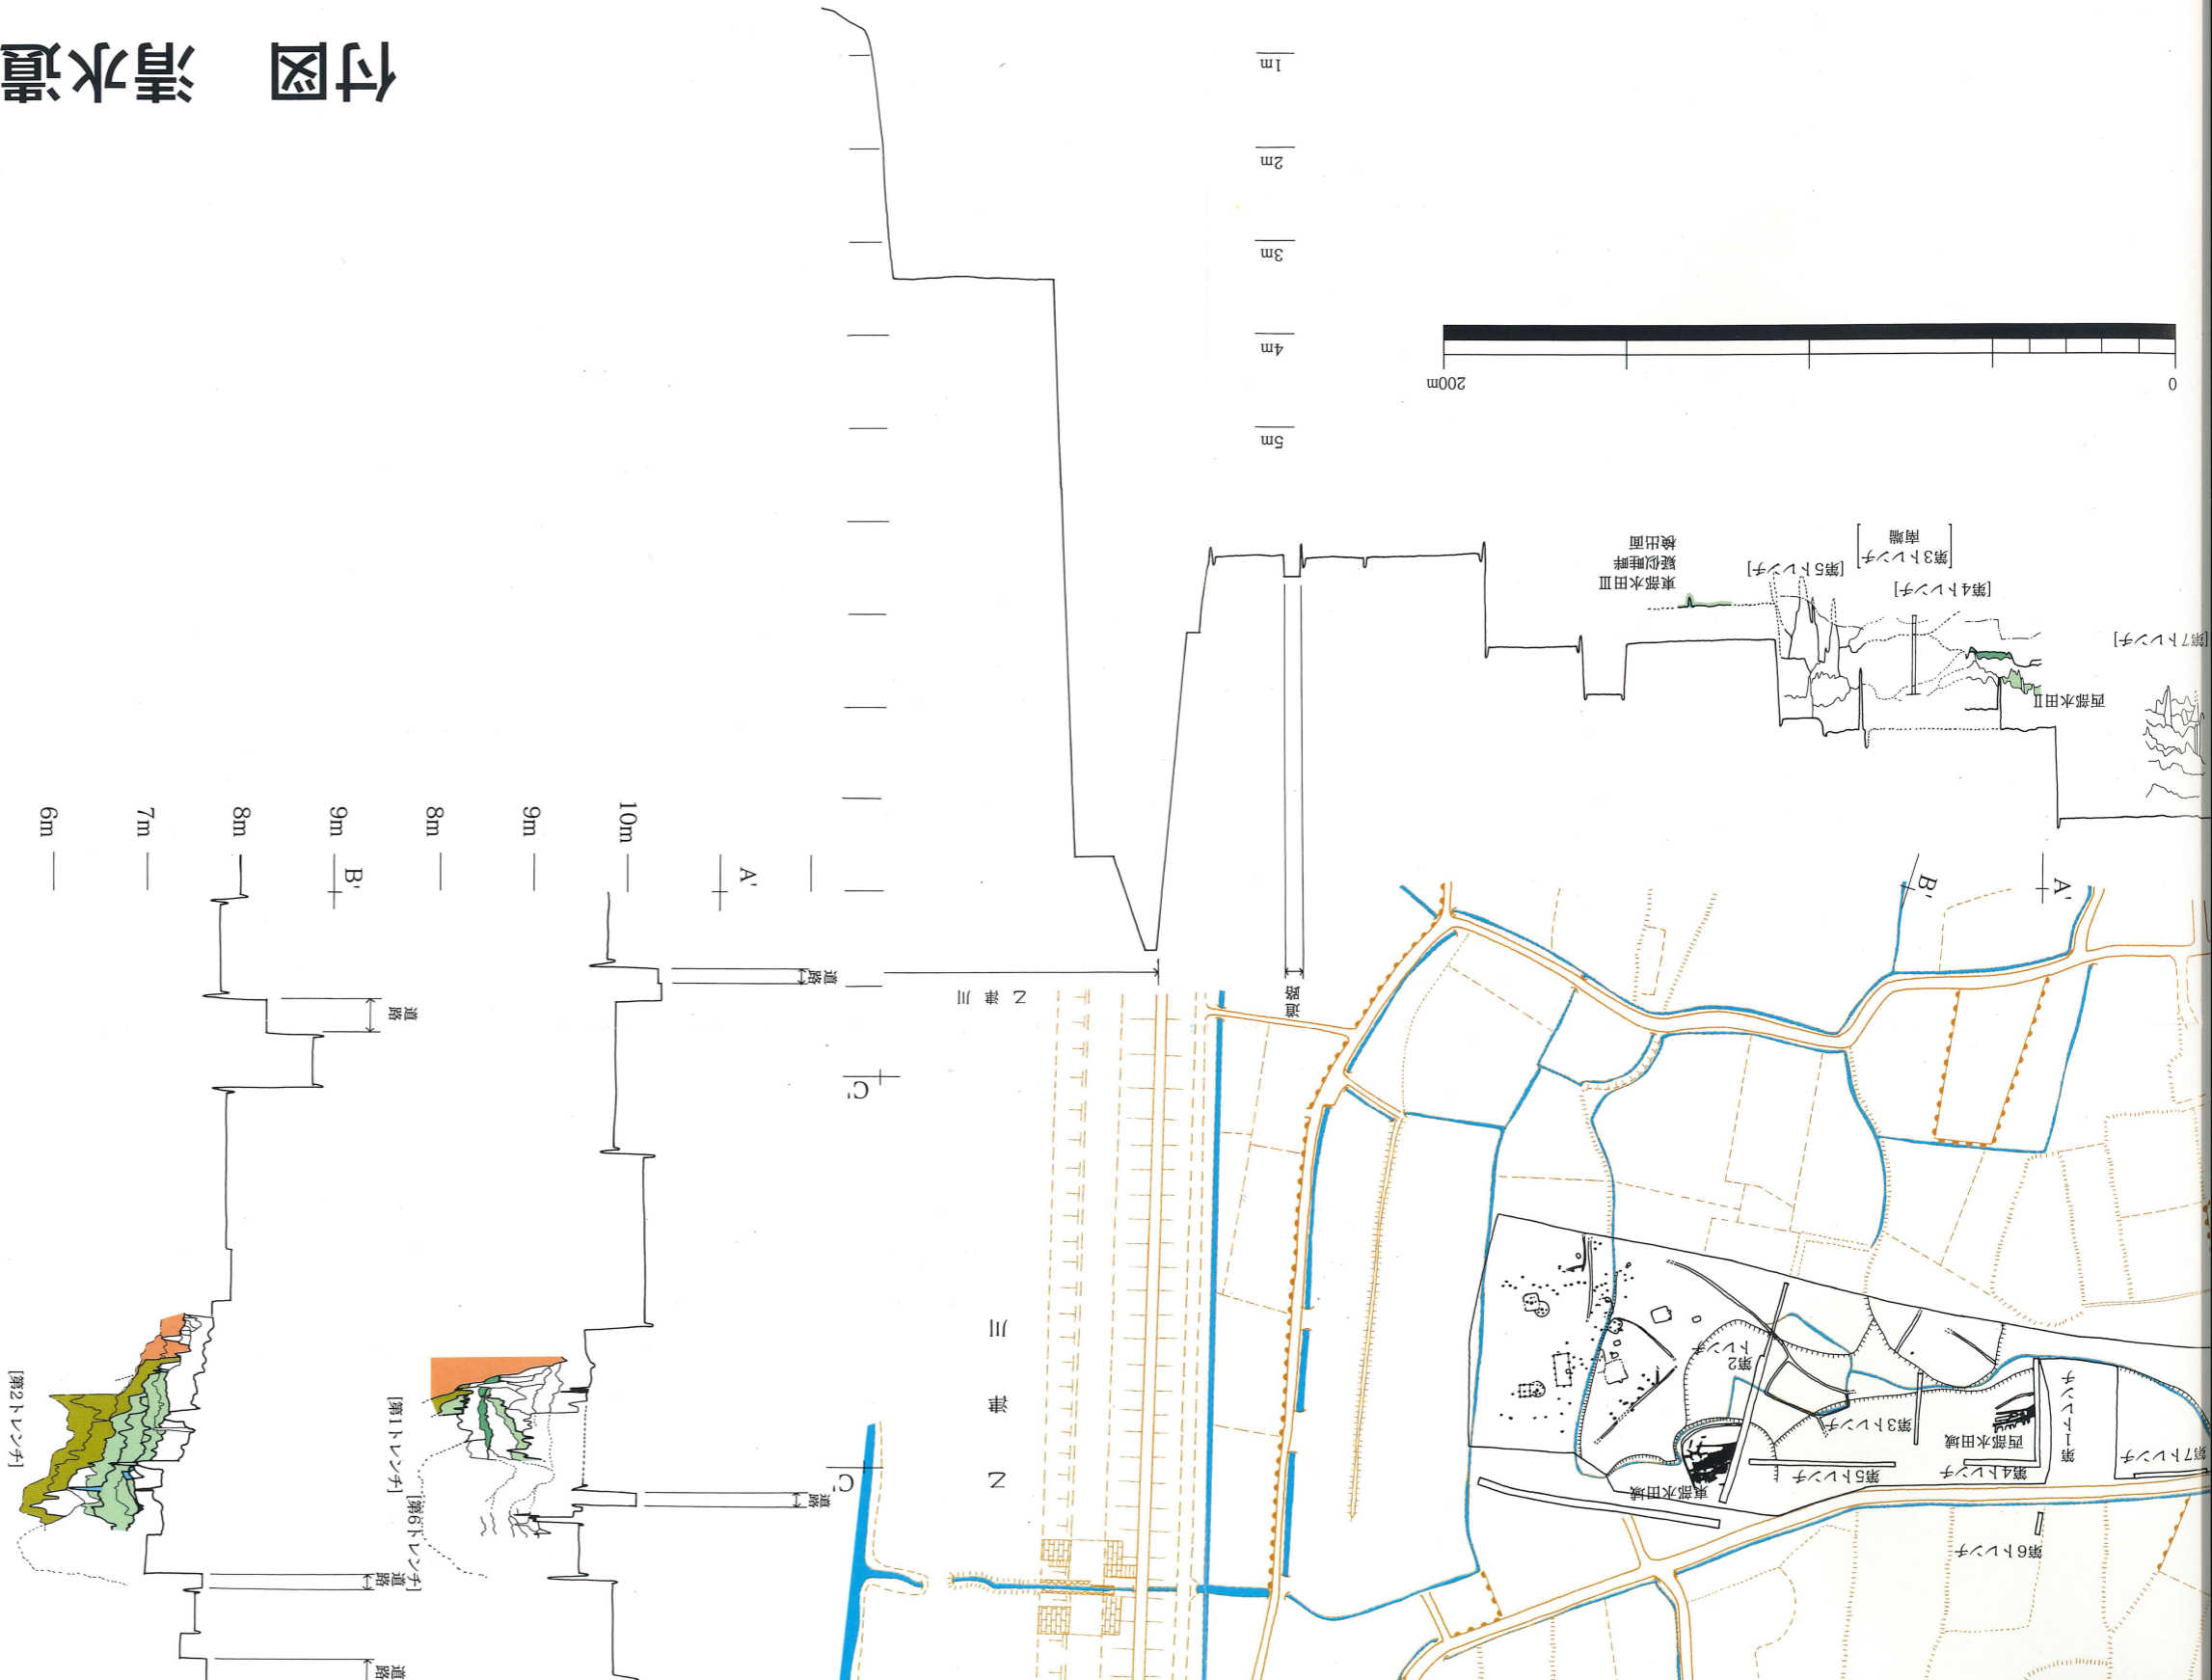 付図　清水遺
1m
2m
3m
4m
5m
0
200m
[第7トレンチ]
西部水田Ⅱ
[第4トレンチ]
[第3トレンチ
南端]
[第5トレンチ]
東部水田Ⅲ
疑似畦畔
検出面
6m
7m
8m
9m
8m
9m
10m
B'
A'
B'
A'
道路
道路
道路
道路
道路
道路
乙津川
乙津川
C'
C'
[第2トレンチ]
[第1トレンチ]
[第6トレンチ]
第2
トレンチ
第3トレンチ
西部水田域
第1トレンチ
第7トレンチ
第4トレンチ
第5トレンチ
東部水田域
第6トレンチ